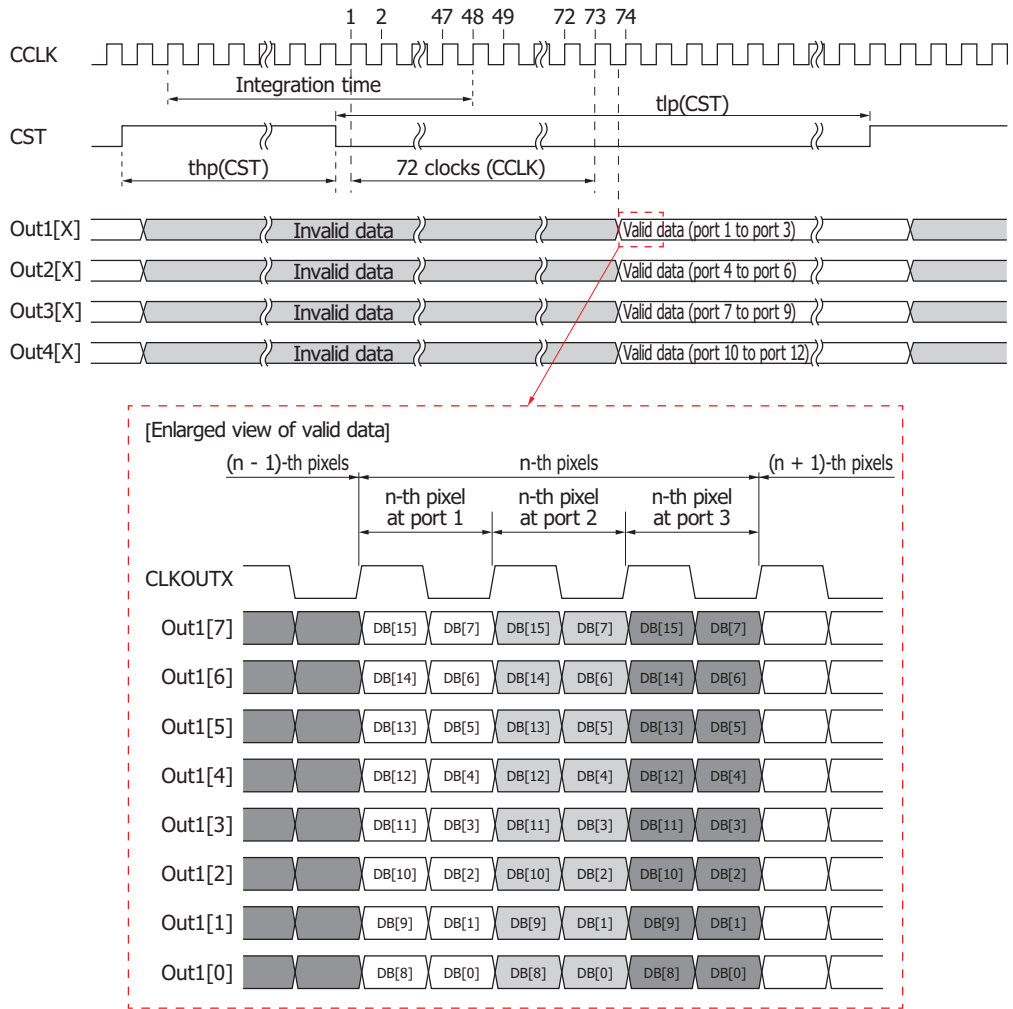 1 2 47 48 49 72 73 74
CCLK
Integration time
tlp(CST)
CST
thp(CST) 72 clocks (CCLK)
Out1[X] Invalid data Valid data (port 1 to port 3)
Out2[X] Invalid data Valid data (port 4 to port 6)
Out3[X] Invalid data Valid data (port 7 to port 9)
Out4[X] Invalid data Valid data (port 10 to port 12)
[Enlarged view of valid data]
(n - 1)-th pixels n-th pixels (n + 1)-th pixels
n-th pixel n-th pixel n-th pixel
at port 1 at port 2 at port 3
CLKOUTX
Out1[7] DB[15] DB[7] DB[15] DB[7] DB[15] DB[7]
Out1[6] DB[14] DB[6] DB[14] DB[6] DB[14] DB[6]
Out1[5] DB[13] DB[5] DB[13] DB[5] DB[13] DB[5]
Out1[4] DB[12] DB[4] DB[12] DB[4] DB[12] DB[4]
Out1[3] DB[11] DB[3] DB[11] DB[3] DB[11] DB[3]
Out1[2] DB[10] DB[2] DB[10] DB[2] DB[10] DB[2]
Out1[1] DB[9] DB[1] DB[9] DB[1] DB[9] DB[1]
Out1[0] DB[8] DB[0] DB[8] DB[0] DB[8] DB[0]